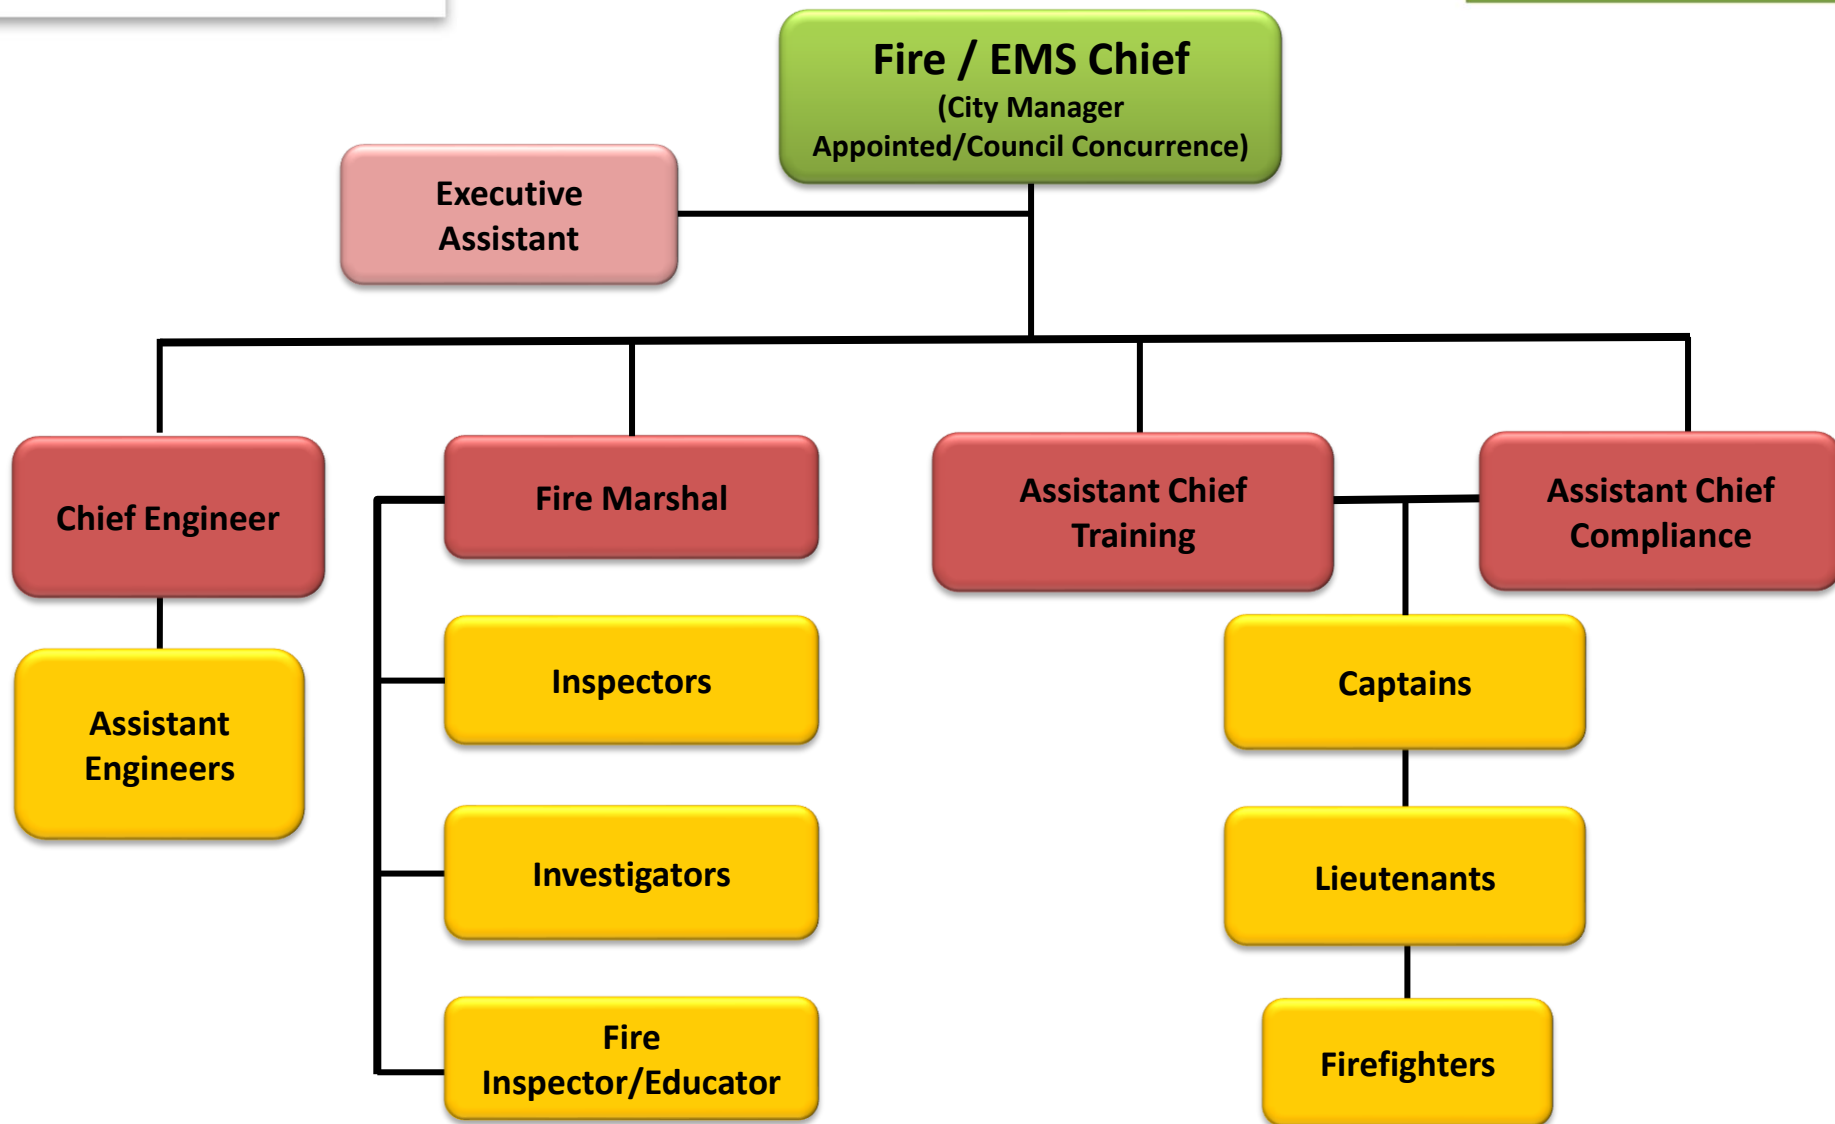 Fire / EMS Chief
(City Manager
Appointed/Council Concurrence)
Executive
Assistant
Chief Engineer
Fire Marshal
Assistant Chief
Training
Assistant Chief
Compliance
Assistant
Engineers
Inspectors
Captains
Investigators
Lieutenants
Fire
Inspector/Educator
Firefighters